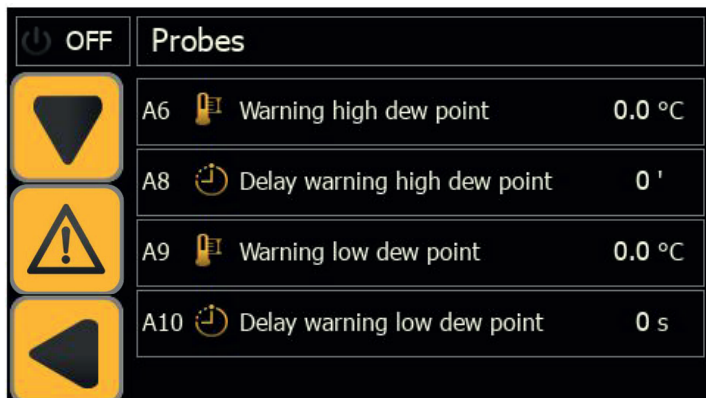 OFF Probes
A6 Warning high dew point 0.0 °C
A8 Delay warning high dew point 0 '
A9 Warning low dew point 0.0 °C
A10 Delay warning low dew point 0 s